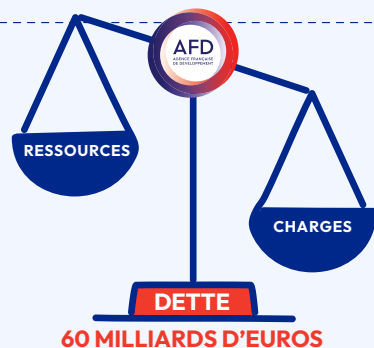 AFD
AGENCE FRANÇAISE
DE DÉVELOPPEMENT
RESSOURCES
CHARGES
DETTE
60 MILLIARDS D’EUROS